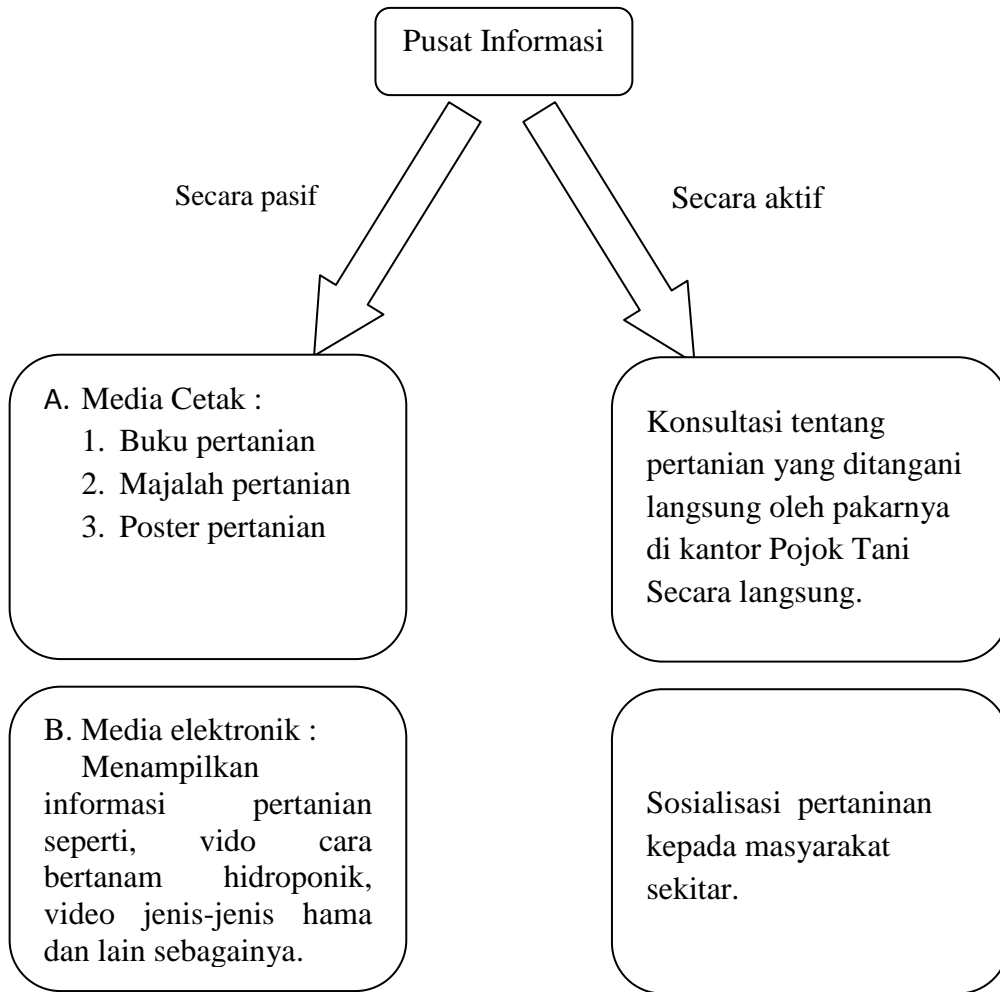 Pusat Informasi
Secara pasif
Secara aktif
A. Media Cetak :
1. Buku pertanian
2. Majalah pertanian
3. Poster pertanian
Konsultasi tentang
pertanian yang ditangani
langsung oleh pakarnya
di kantor Pojok Tani
Secara langsung.
B. Media elektronik :
Menampilkan
informasi pertanian
seperti, vido cara
bertanam hidroponik,
video jenis-jenis hama
dan lain sebagainya.
Sosialisasi pertaninan
kepada masyarakat
sekitar.